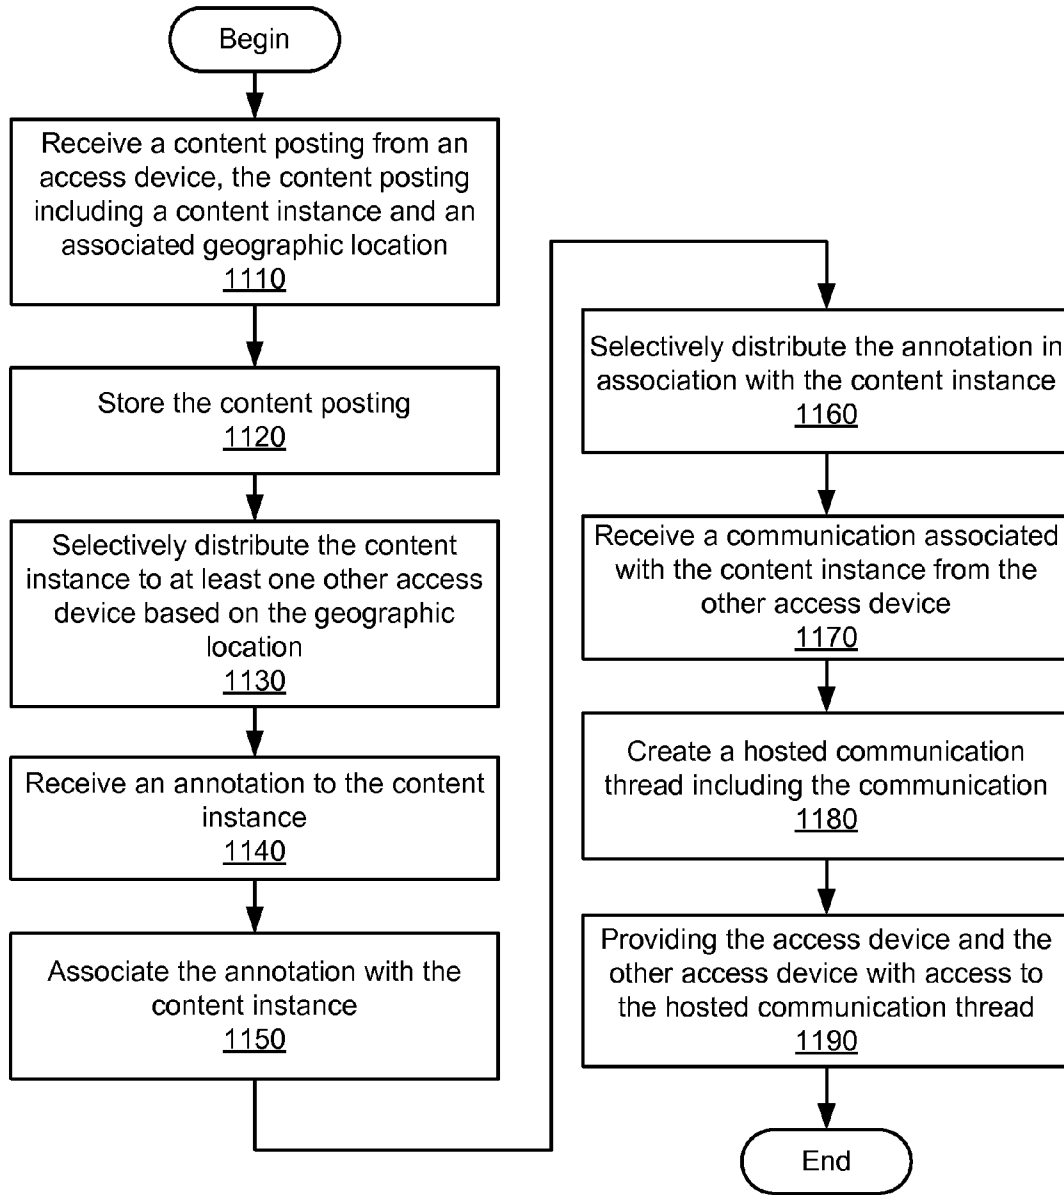 Begin
Receive a content posting from an
access device, the content posting
including a content instance and an
associated geographic location
1110
Store the content posting
1120
Selectively distribute the content
instance to at least one other access
device based on the geographic
location
1130
Receive an annotation to the content
instance
1140
Associate the annotation with the
content instance
1150
Selectively distribute the annotation in
association with the content instance
1160
Receive a communication associated
with the content instance from the
other access device
1170
Create a hosted communication
thread including the communication
1180
Providing the access device and the
other access device with access to
the hosted communication thread
1190
End